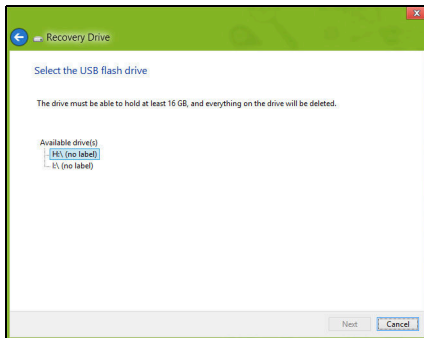 Recovery Drive
Select the USB flash drive
The drive must be able to hold at least 16 GB, and everything on the drive will be deleted.
Available drive(s)
H:\ (no label)
I:\ (no label)
Next
Cancel